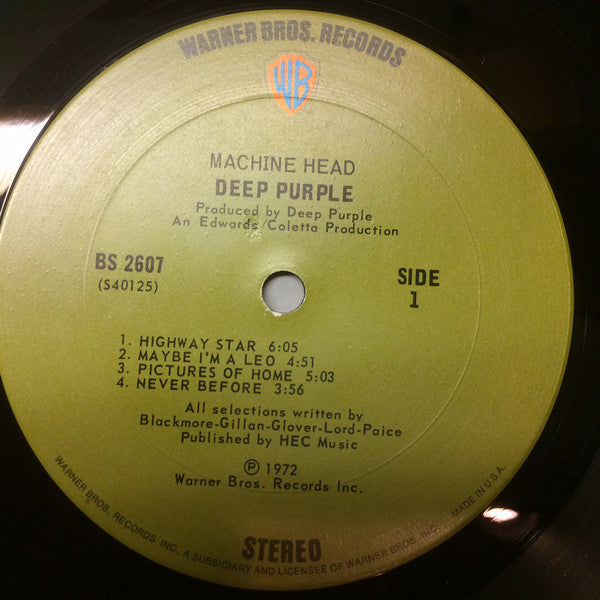 WARNER BROS. RECORDS
WB
MACHINE HEAD
DEEP PURPLE
Produced by Deep Purple
An Edwards/Coletta Production
BS 2607
(S40125)
SIDE
1
1. HIGHWAY STAR 6:05
2. MAYBE I'M A LEO 4:51
3. PICTURES OF HOME 5:03
4. NEVER BEFORE 3:56
All selections written by
Blackmore-Gillan-Glover-Lord-Paice
Published by HEC Music
℗ 1972
Warner Bros. Records Inc.
STEREO
WARNER BROS. RECORDS INC. A SUBSIDIARY AND LICENSEE OF WARNER BROS. INC. MADE IN U.S.A.